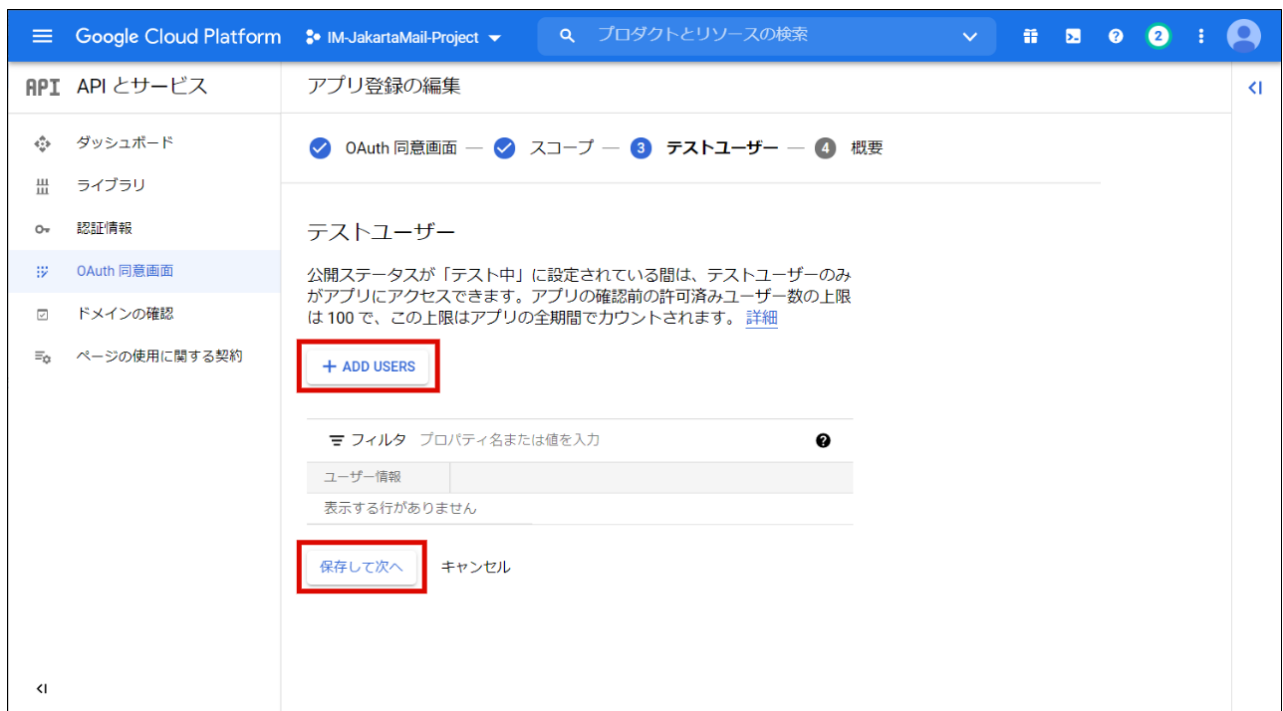 Google Cloud Platform IM-JakartaMail-Project プロダクトとリソースの検索 2
API API とサービス
アプリ登録の編集
ダッシュボード
ライブラリ
認証情報
OAuth 同意画面
ドメインの確認
ページの使用に関する契約
OAuth 同意画面 — スコープ — 3 テストユーザー — 4 概要
テストユーザー
公開ステータスが「テスト中」に設定されている間は、テストユーザーのみ
がアプリにアクセスできます。アプリの確認前の許可済みユーザー数の上限
は 100 で、この上限はアプリの全期間でカウントされます。 詳細
+ ADD USERS
フィルタ プロパティ名または値を入力
ユーザー情報
表示する行がありません
保存して次へ キャンセル